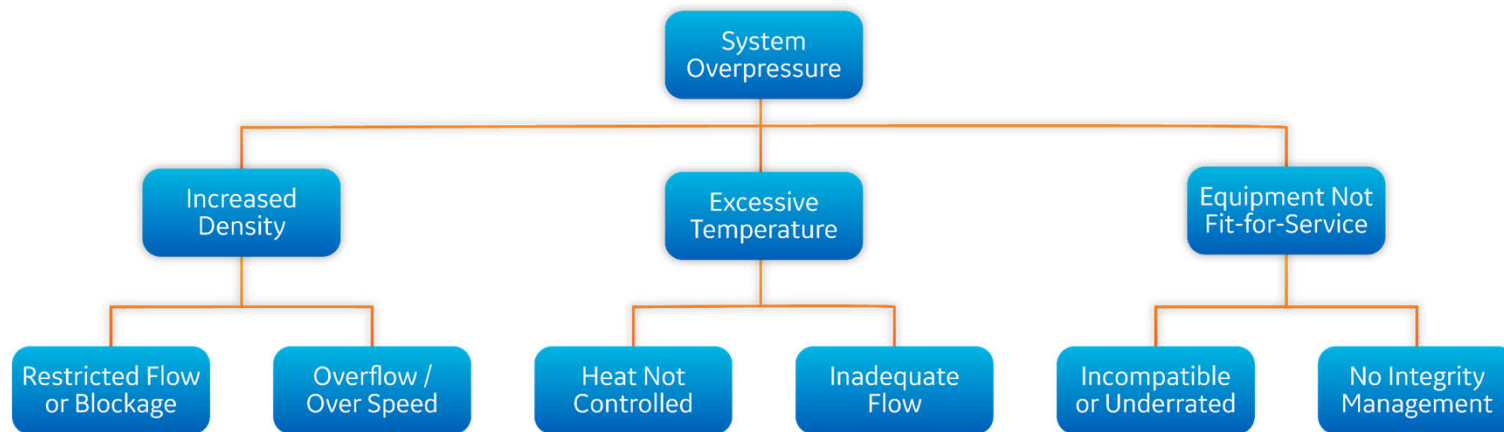 System
Overpressure
Increased
Density
Excessive
Temperature
Equipment Not
Fit-for-Service
Restricted Flow
or Blockage
Overflow /
Over Speed
Heat Not
Controlled
Inadequate
Flow
Incompatible
or Underrated
No Integrity
Management